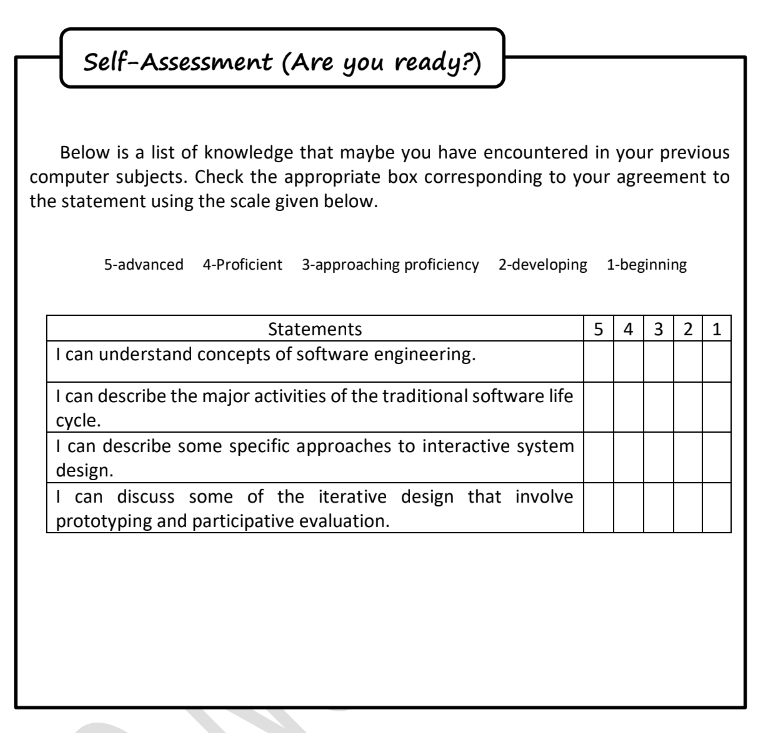 Self-Assessment (Are you ready?)
Below is a list of knowledge that maybe you have encountered in your previous
computer subjects. Check the appropriate box corresponding to your agreement to
the statement using the scale given below.
5-advanced 4-Proficient 3-approaching proficiency 2-developing 1-beginning
Statements 5 4 3 2 1
I can understand concepts of software engineering.
I can describe the major activities of the traditional software life
cycle.
I can describe some specific approaches to interactive system
design.
I can discuss some of the iterative design that involve
prototyping and participative evaluation.